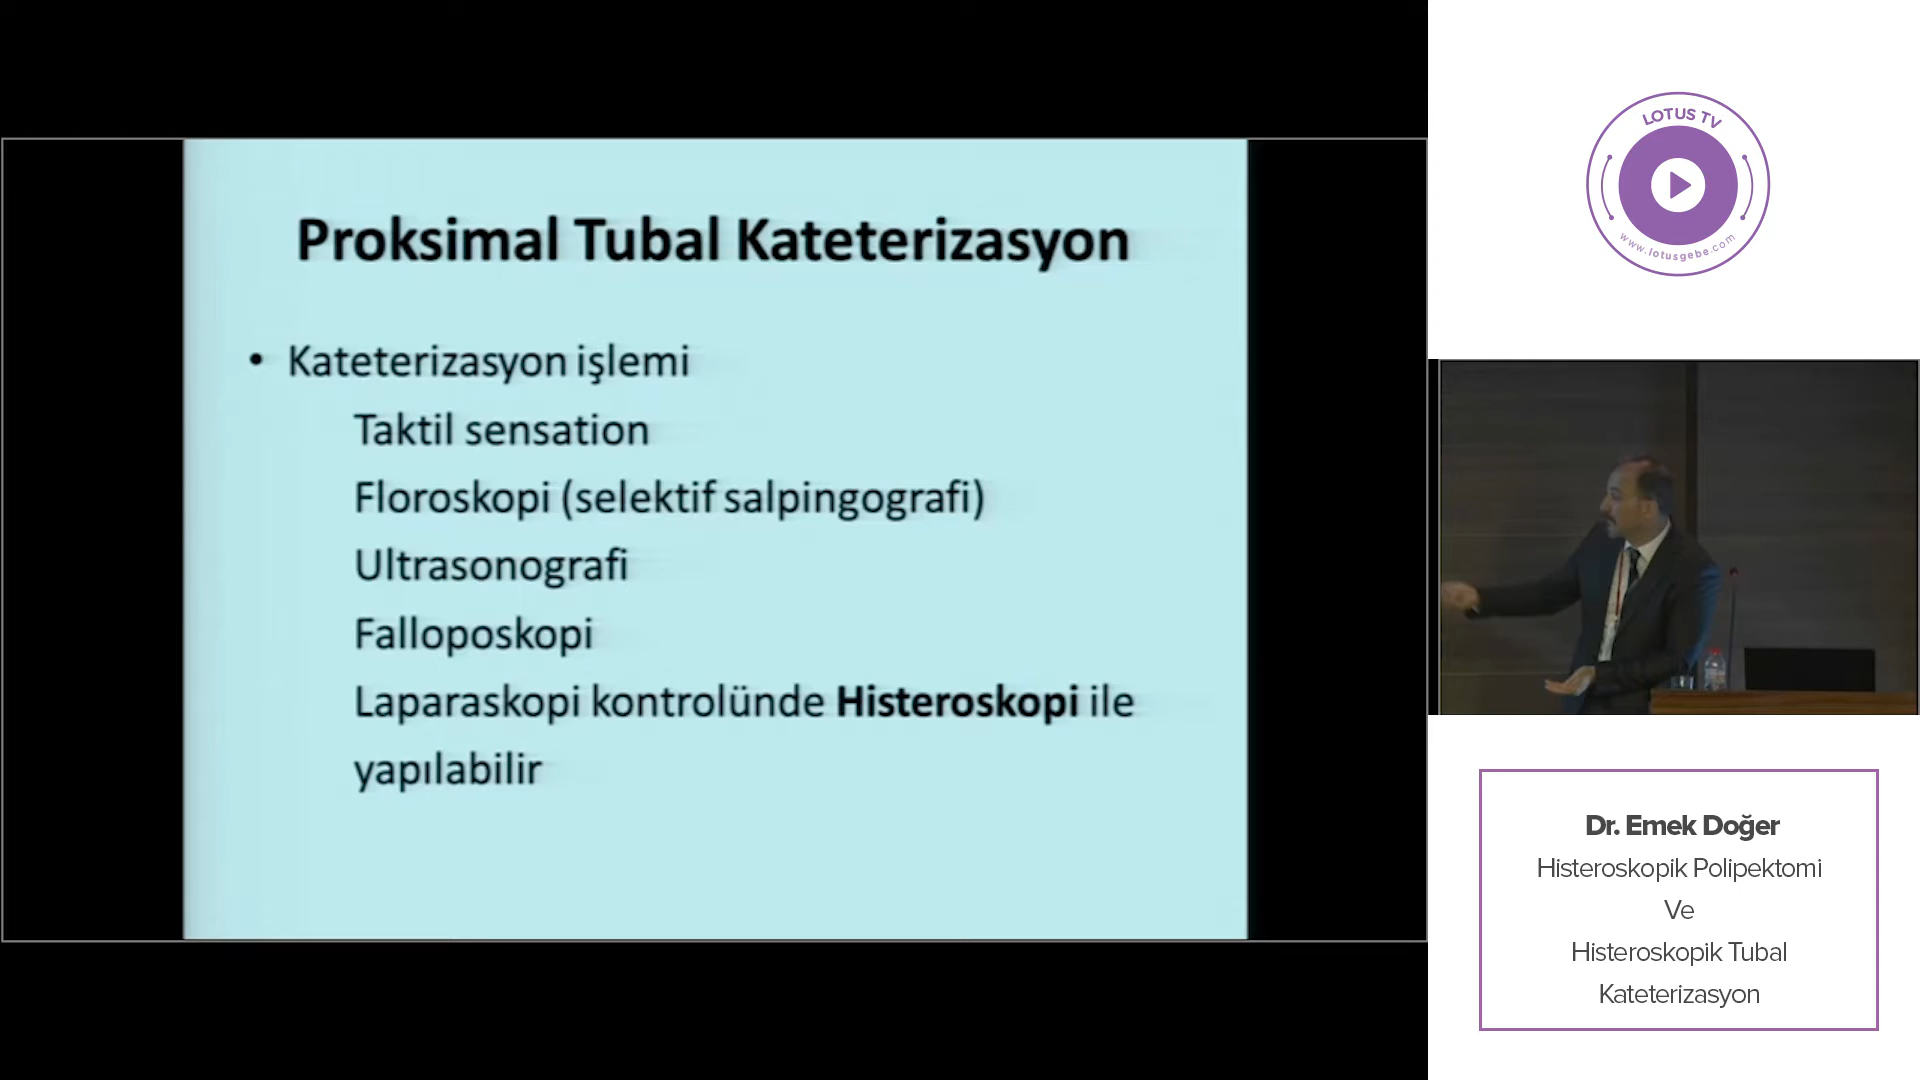 Proksimal Tubal Kateterizasyon
• Kateterizasyon işlemi
Taktil sensation
Floroskopi (selektif salpingografi)
Ultrasonografi
Falloposkopi
Laparaskopi kontrolünde Histeroskopi ile
yapılabilir
LOTUS TV
www.lotusgebe.com
Dr. Emek Doğer
Histeroskopik Polipektomi
Ve
Histeroskopik Tubal
Kateterizasyon